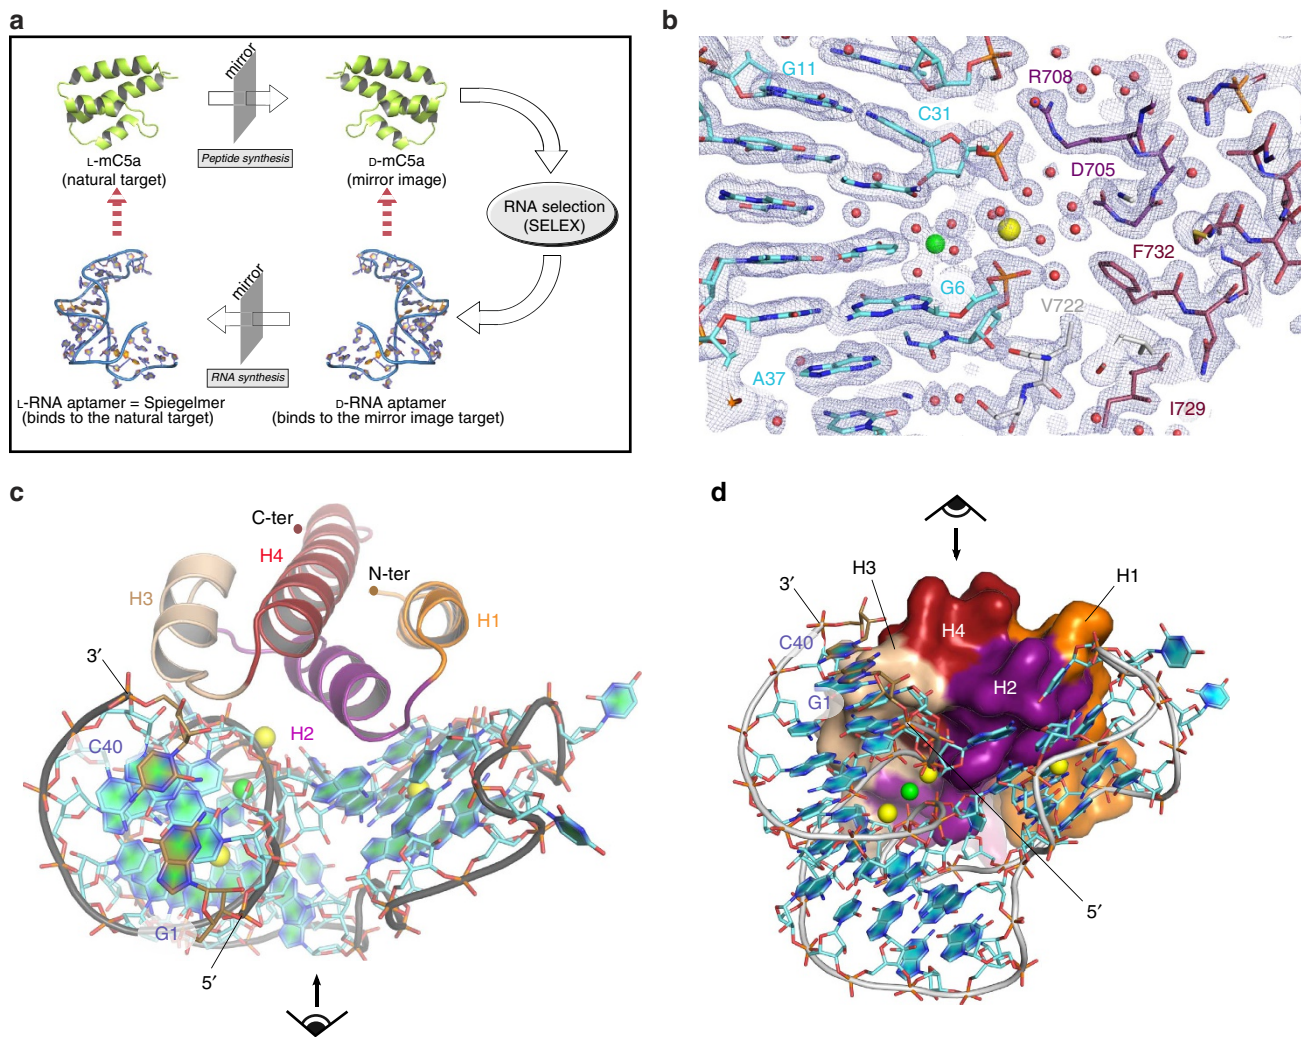 a
mirror
Peptide synthesis
L-mC5a
(natural target)
D-mC5a
(mirror image)
RNA selection
(SELEX)
mirror
RNA synthesis
L-RNA aptamer = Spiegelmer
(binds to the natural target)
D-RNA aptamer
(binds to the mirror image target)
b
G11
R708
C31
D705
F732
G6
V722
A37
I729
c
C-ter
H4
N-ter
H3
H1
3′
H2
C40
G1
5′
d
H3
H1
3′
H4
C40
H2
G1
5′